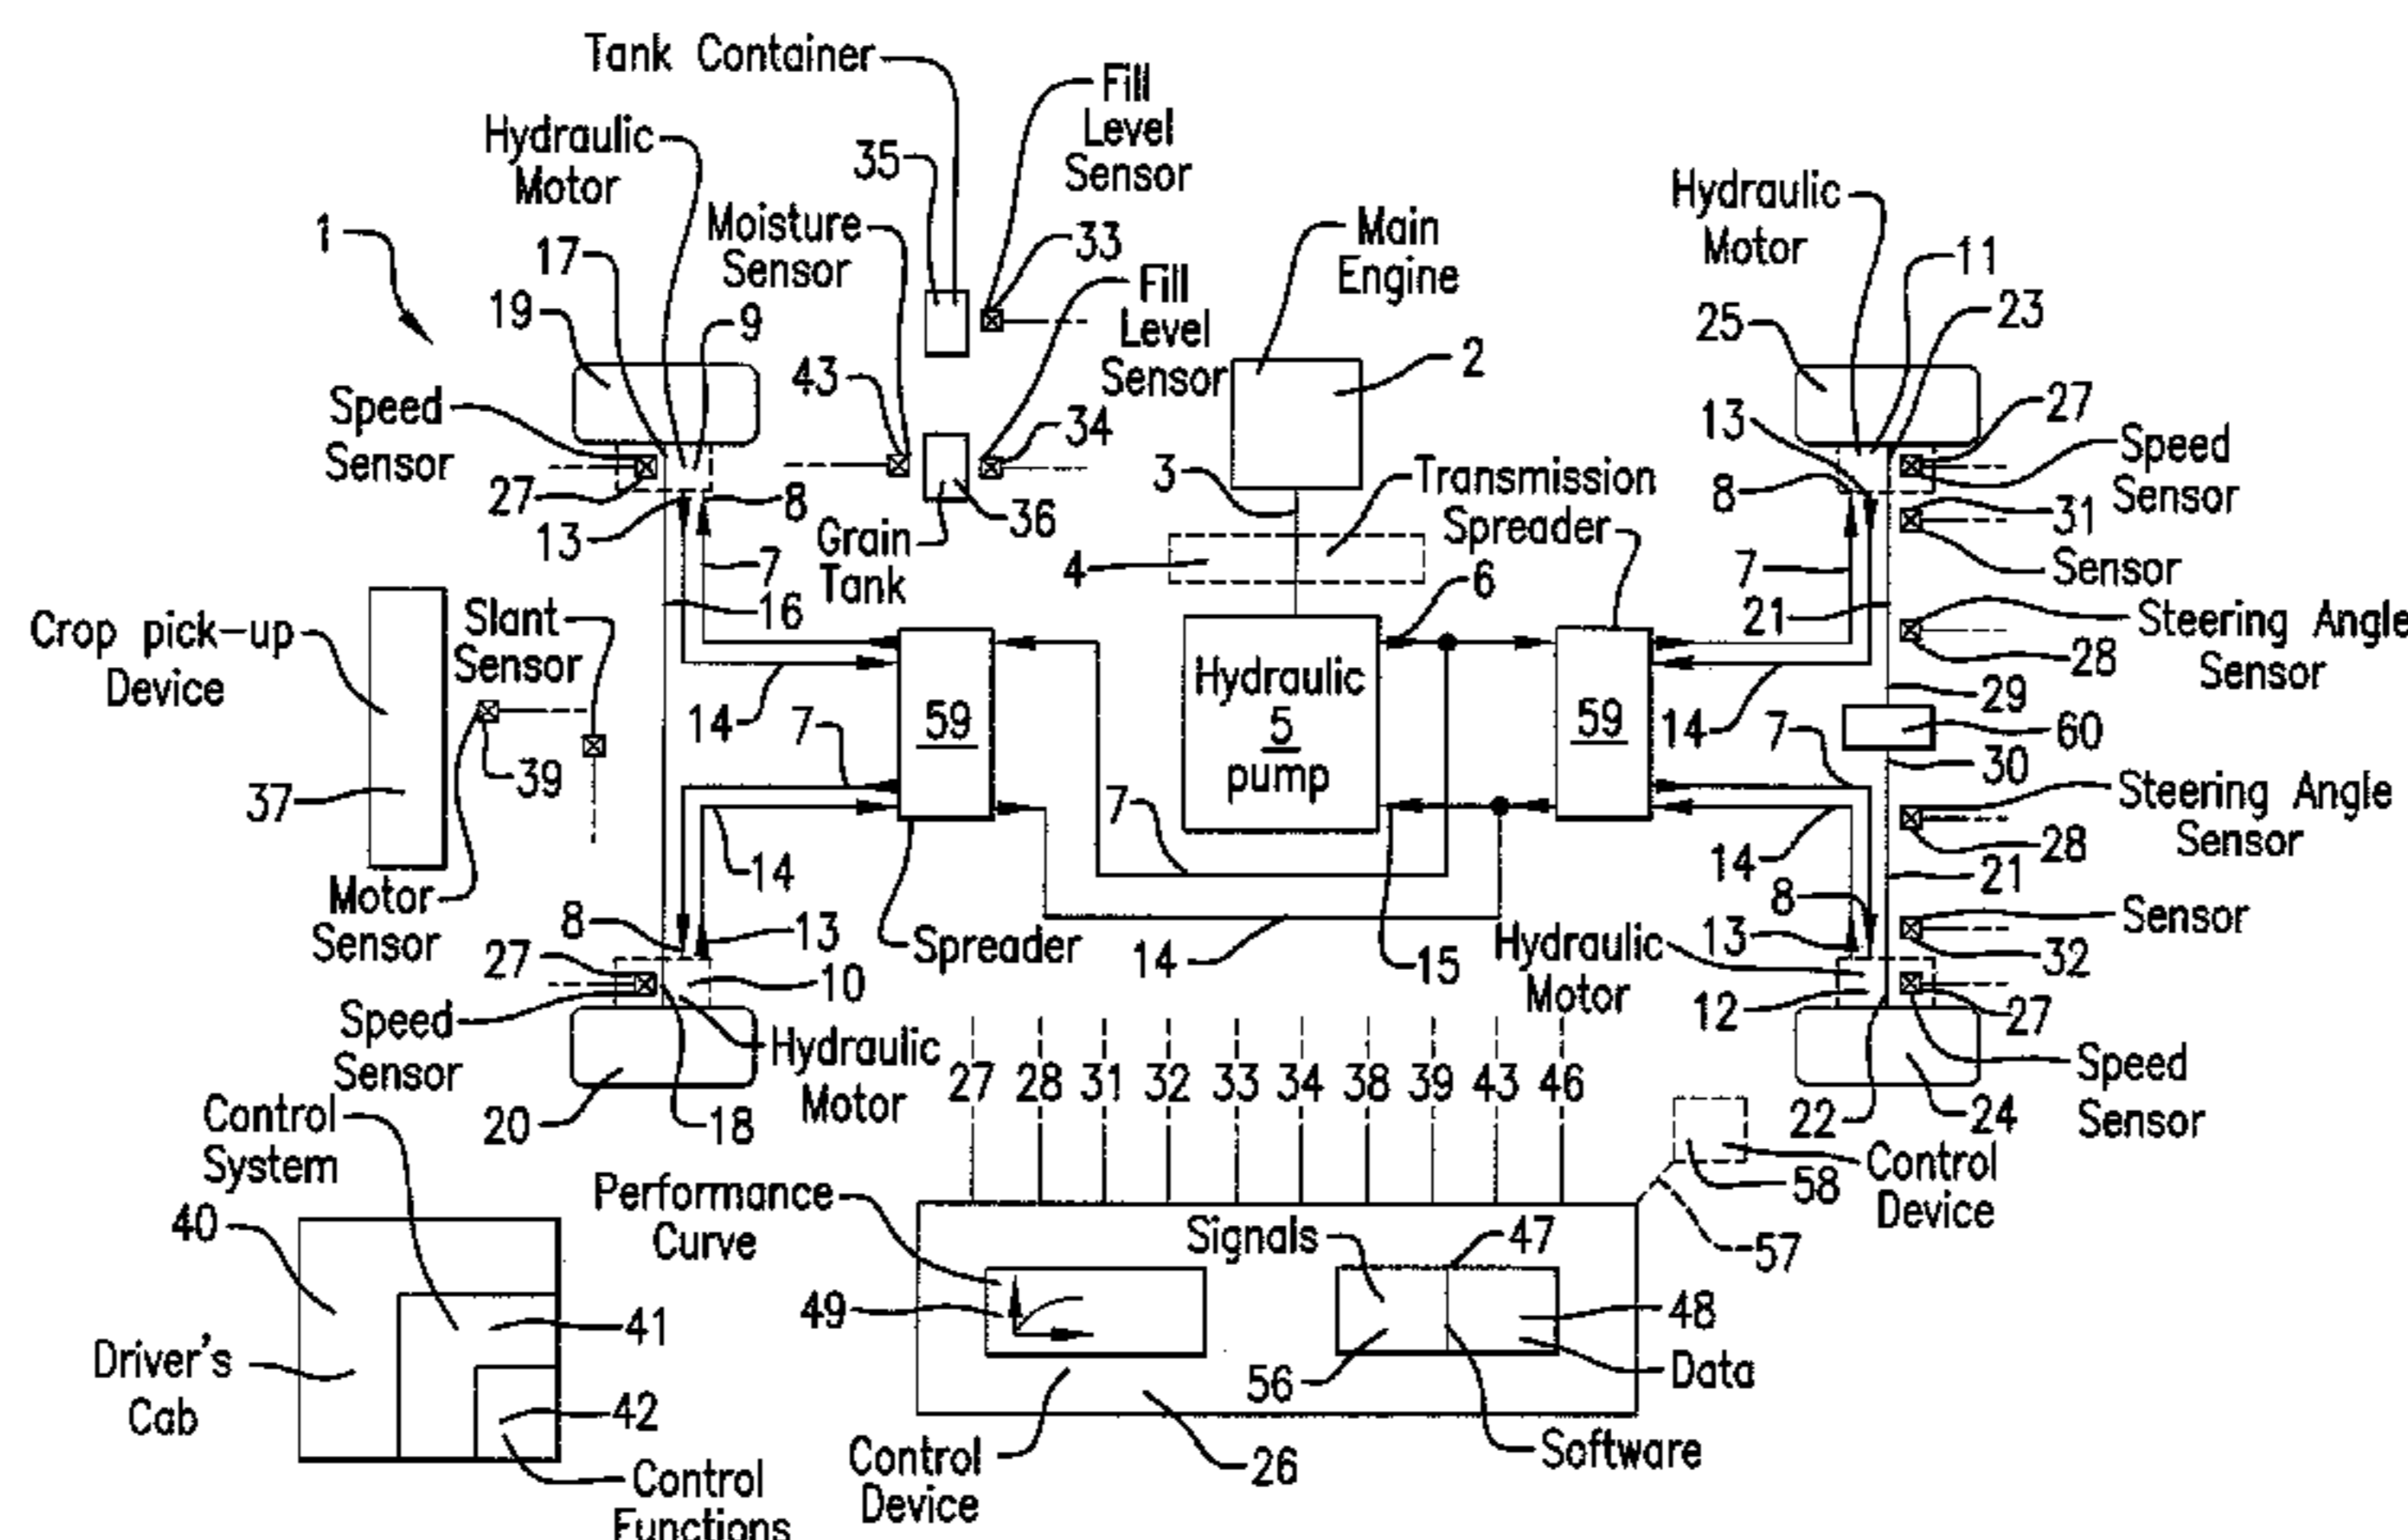 Tank Container
Fill
Level
Sensor
Hydraulic
Motor
35
Hydraulic
Motor
Moisture
Sensor
33
Main
Engine
1
17
Fill
Level
Sensor
11
19
9
25
23
43
2
Speed
Sensor
34
13
27
Speed
Sensor
3
Transmission
27
8
36
8
Spreader
31
13
Grain
Tank
4
6
Sensor
7
7
16
21
Crop pick-up
Device
Slant
Sensor
Steering Angle
Sensor
28
Hydraulic
5
pump
29
14
59
59
14
60
7
7
39
30
37
7
Steering Angle
Sensor
28
14
14
21
Motor
Sensor
8
8
Sensor
13
Spreader
14
15
Hydraulic
Motor
13
32
27
10
12
27
Speed
Sensor
Hydraulic
Motor
Speed
Sensor
27 28 31 32 33 34 38 39 43 46
20
18
22
24
Control
System
58
Control
Device
Performance
Curve
40
Signals
47
57
49
48
41
Driver's
Cab
56
Data
42
Control
Device
26
Software
Control
Functions